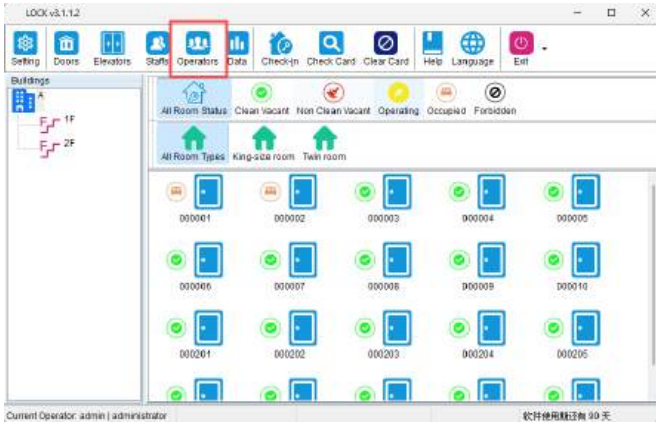 LOCK v3.1.1.2
Setting Doors Elevators Staffs Operators Data Check-in Check Card Clear Card Help Language Exit
Buildings
A
1F
2F
All Room Status Clean Vacant Non Clean Vacant Operating Occupied Forbidden
All Room Types King-size room Twin room
000001 000002 000003 000004 000005
000006 000007 000008 000009 000010
000201 000202 000203 000204 000205
Current Operator: admin | administrator 软件使用期还有 90 天